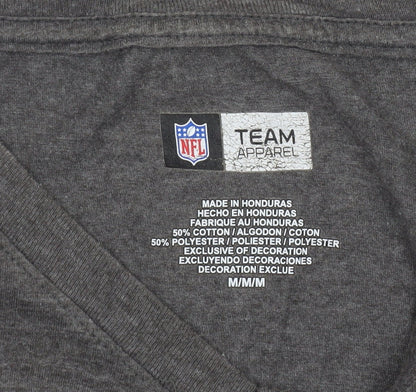 NFL
TEAM
APPAREL
MADE IN HONDURAS
HECHO EN HONDURAS
FABRIQUE AU HONDURAS
50% COTTON / ALGODON / COTON
50% POLYESTER / POLIESTER / POLYESTER
EXCLUSIVE OF DECORATION
EXCLUYENDO DECORACIONES
DECORATION EXCLUE
M/M/M